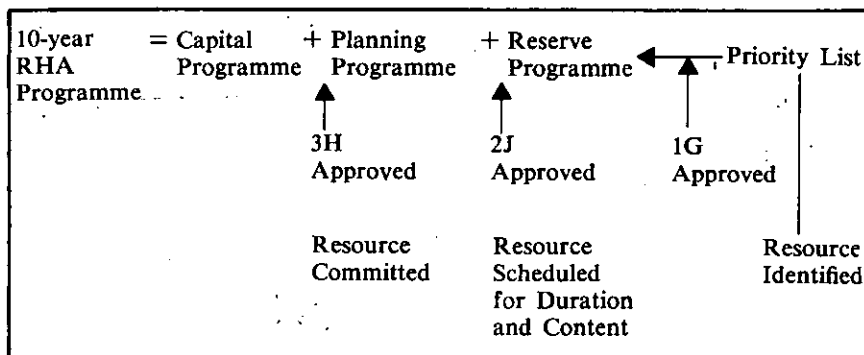 10-year = Capital + Planning + Reserve Priority List
RHA Programme Programme Programme
Programme
3H 2J 1G
Approved Approved Approved
Resource Resource Resource
Committed Scheduled Identified
for Duration
and Content